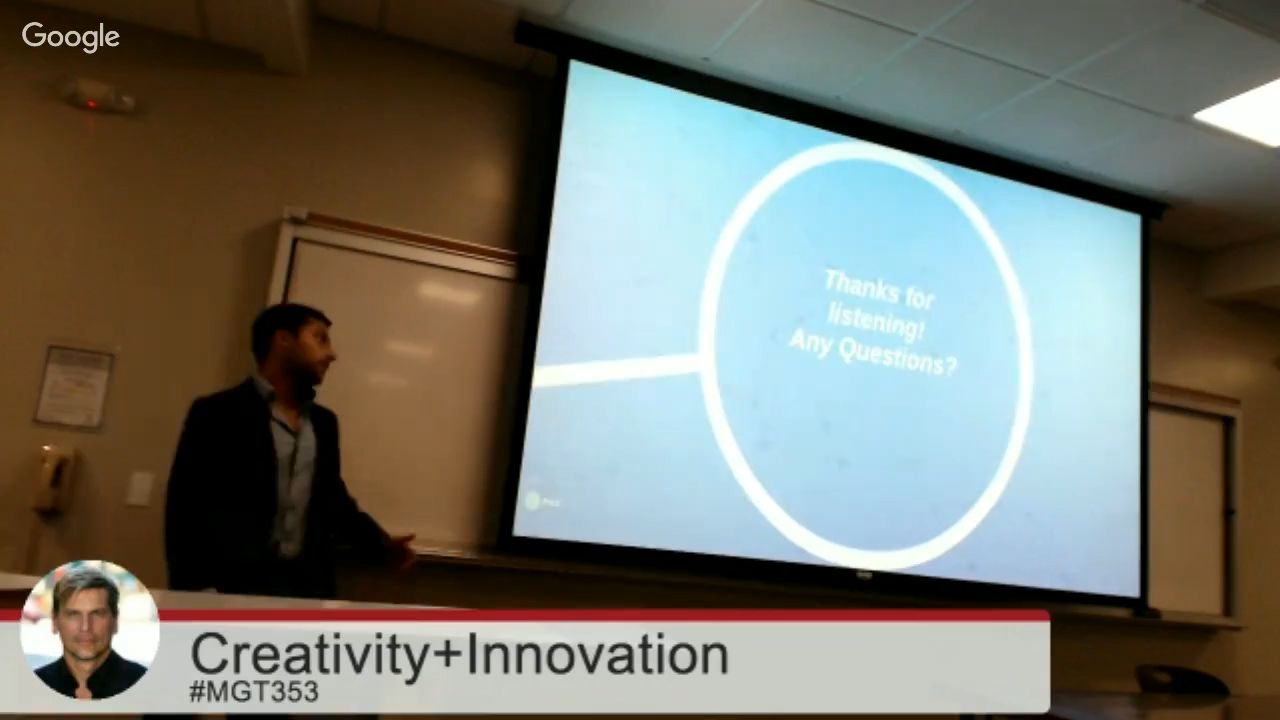 Google
Thanks for
listening!
Any Questions?
Creativity+Innovation
#MGT353